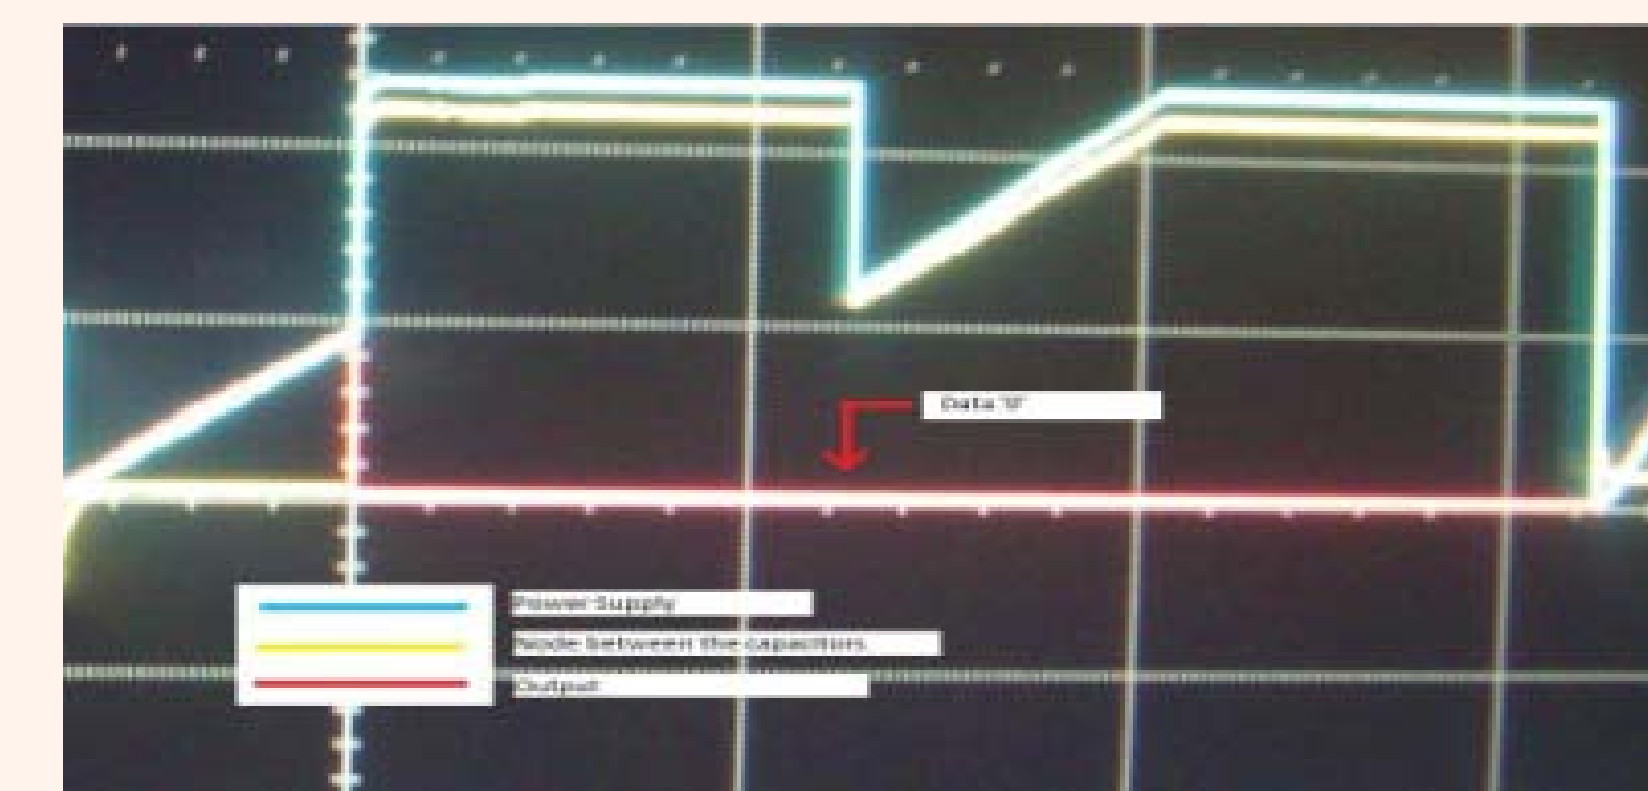 Data '0'
Power Supply
Node between the capacitors
Output